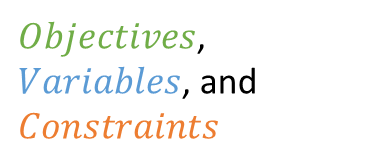 Objectives,
Variables, and
Constraints